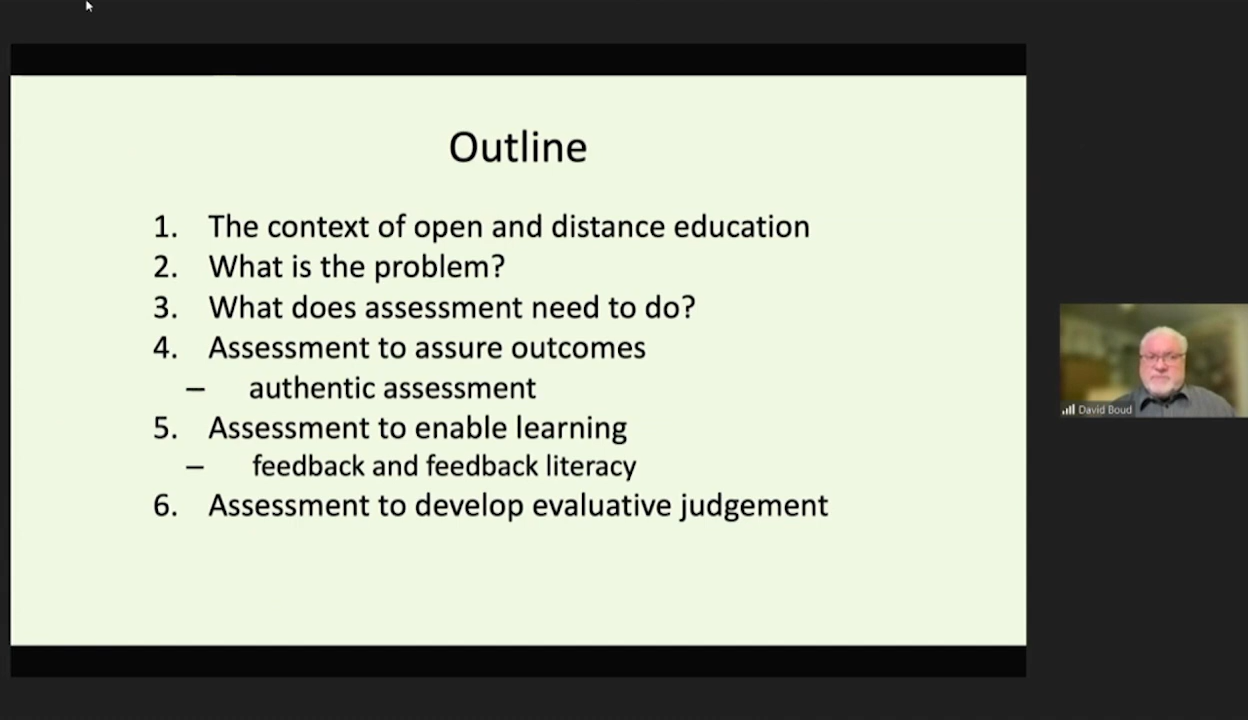 Outline
1. The context of open and distance education
2. What is the problem?
3. What does assessment need to do?
4. Assessment to assure outcomes
– authentic assessment
5. Assessment to enable learning
– feedback and feedback literacy
6. Assessment to develop evaluative judgement
David Boud